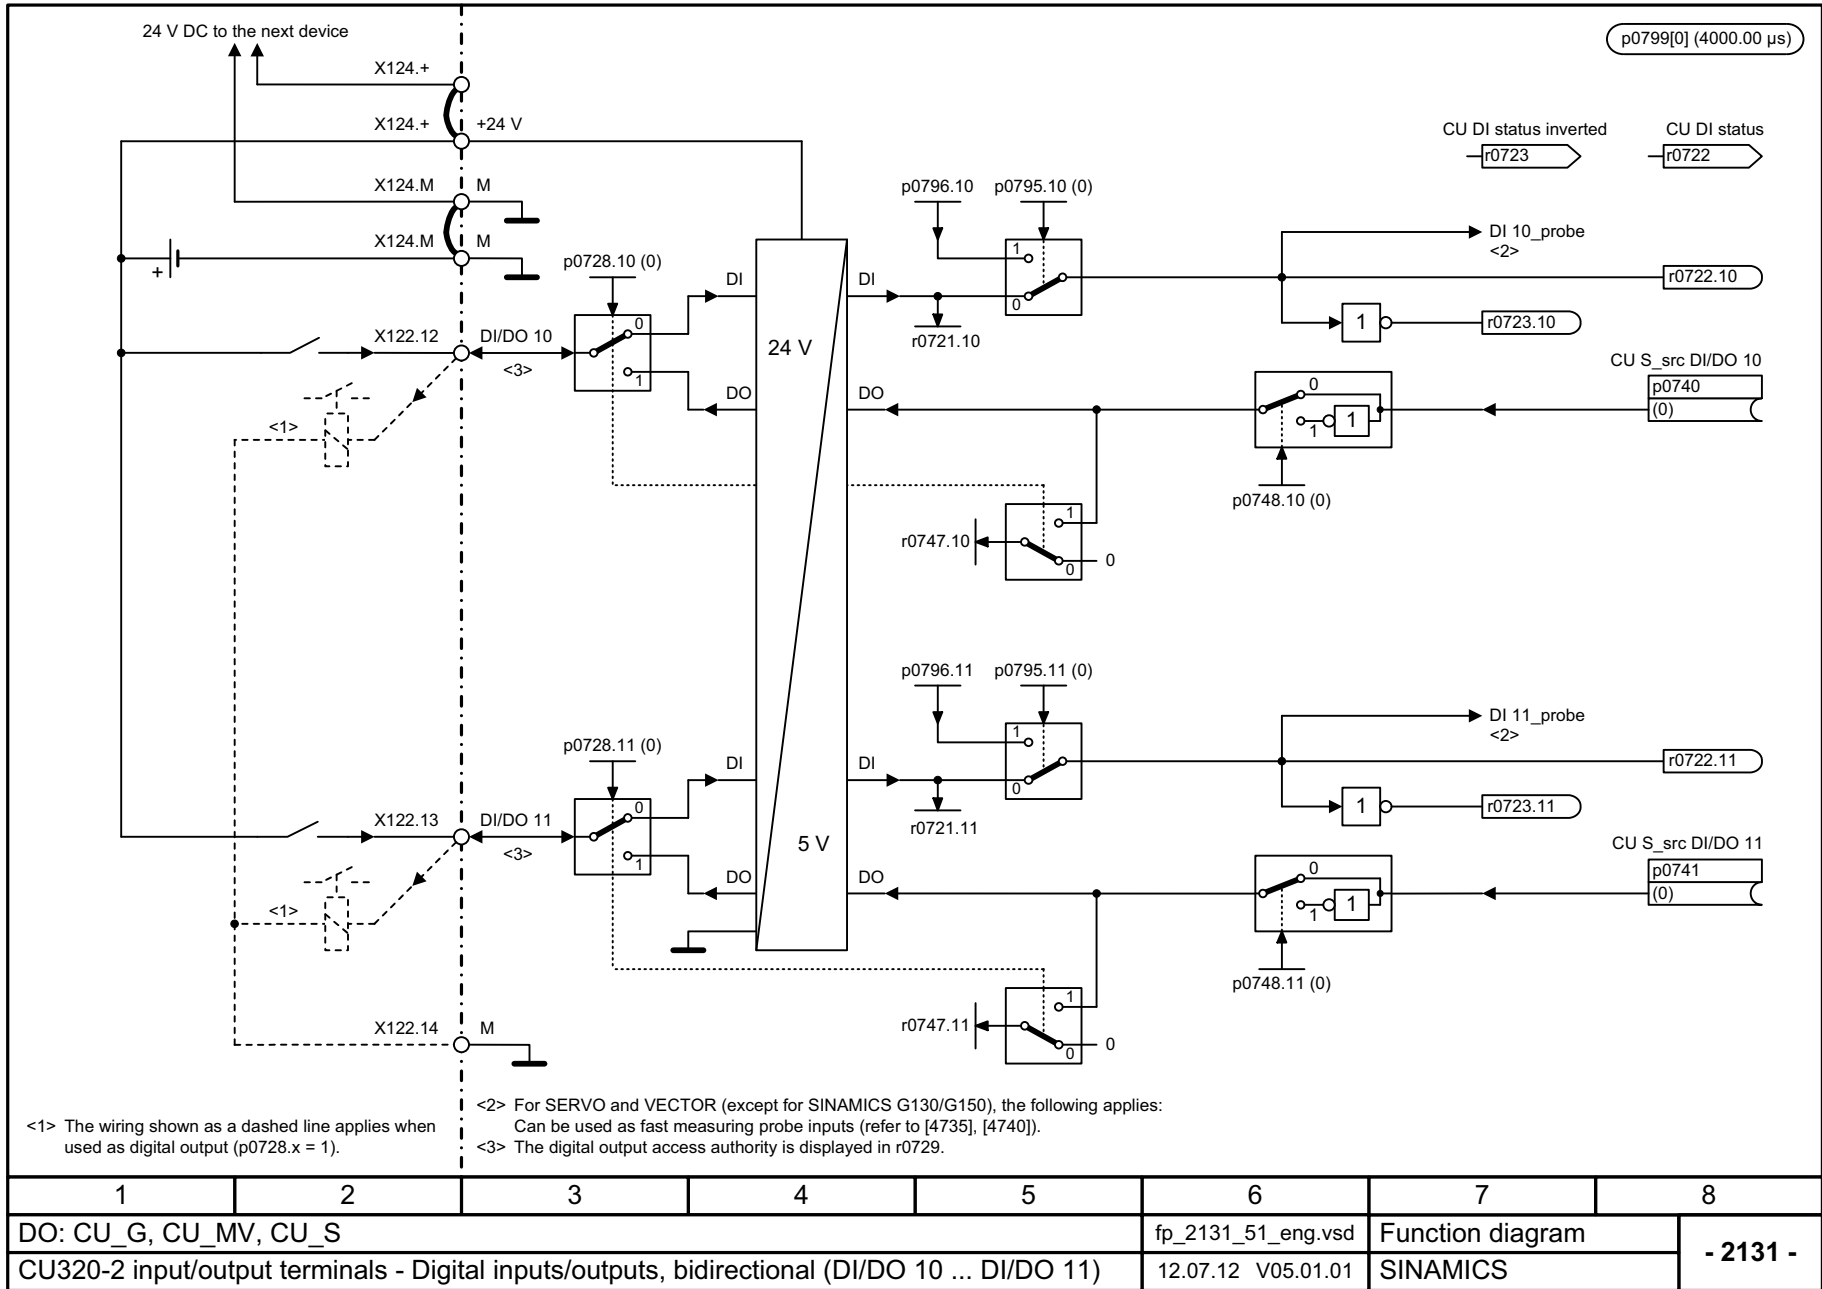 24 V DC to the next device
p0799[0] (4000.00 µs)
X124.+
X124.+
+24 V
CU DI status inverted
r0723
CU DI status
r0722
X124.M
M
X124.M
M
+
p0796.10
p0795.10 (0)
1
0
DI 10_probe
<2>
r0722.10
1
r0723.10
p0728.10 (0)
DI
DI
r0721.10
24 V
X122.12
DI/DO 10
<3>
0
1
DO
DO
CU S_src DI/DO 10
p0740
(0)
0
1
1
p0748.10 (0)
<1>
r0747.10
1
0
0
p0796.11
p0795.11 (0)
1
0
DI 11_probe
<2>
r0722.11
1
r0723.11
p0728.11 (0)
DI
DI
r0721.11
5 V
X122.13
DI/DO 11
<3>
0
1
DO
DO
CU S_src DI/DO 11
p0741
(0)
0
1
1
p0748.11 (0)
<1>
r0747.11
1
0
0
X122.14
M
<1> The wiring shown as a dashed line applies when
used as digital output (p0728.x = 1).
<2> For SERVO and VECTOR (except for SINAMICS G130/G150), the following applies:
Can be used as fast measuring probe inputs (refer to [4735], [4740]).
<3> The digital output access authority is displayed in r0729.
1 2 3 4 5 6 7 8
DO: CU_G, CU_MV, CU_S
fp_2131_51_eng.vsd
Function diagram
- 2131 -
CU320-2 input/output terminals - Digital inputs/outputs, bidirectional (DI/DO 10 ... DI/DO 11)
12.07.12 V05.01.01
SINAMICS